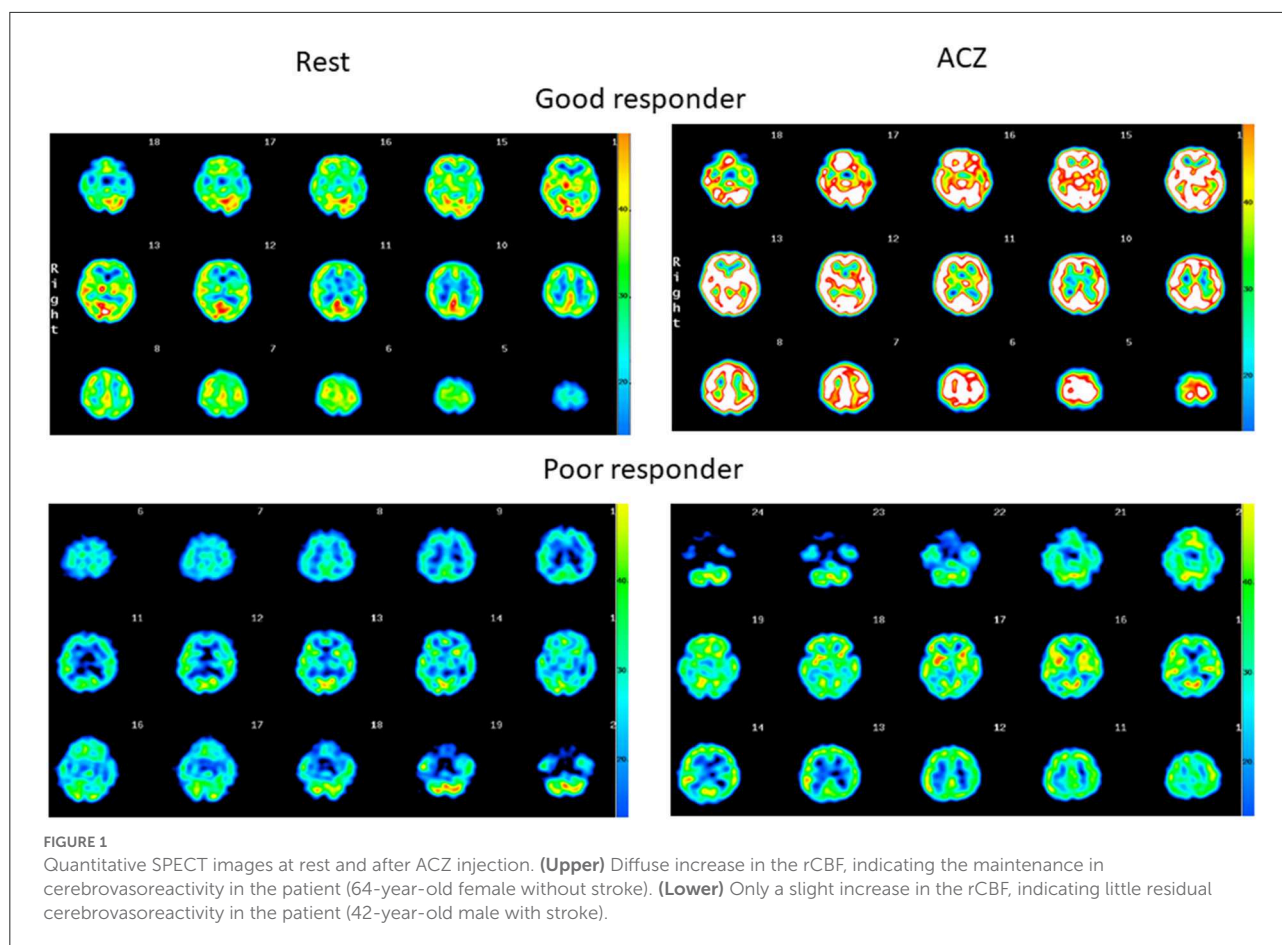 Rest
ACZ
Good responder
18 17 16 15 1
13 12 11 10
8 7 6 5
Right
40
30
20
18 17 16 15 1
13 12 11 10
8 7 6 5
Right
40
30
20
Poor responder
6 7 8 9 1
11 12 13 14
16 17 18 19 2
40
30
20
24 23 22 21 2
19 18 17 16
14 13 12 11 1
40
30
20
FIGURE 1
Quantitative SPECT images at rest and after ACZ injection. (Upper) Diffuse increase in the rCBF, indicating the maintenance in
cerebrovasoreactivity in the patient (64-year-old female without stroke). (Lower) Only a slight increase in the rCBF, indicating little residual
cerebrovasoreactivity in the patient (42-year-old male with stroke).